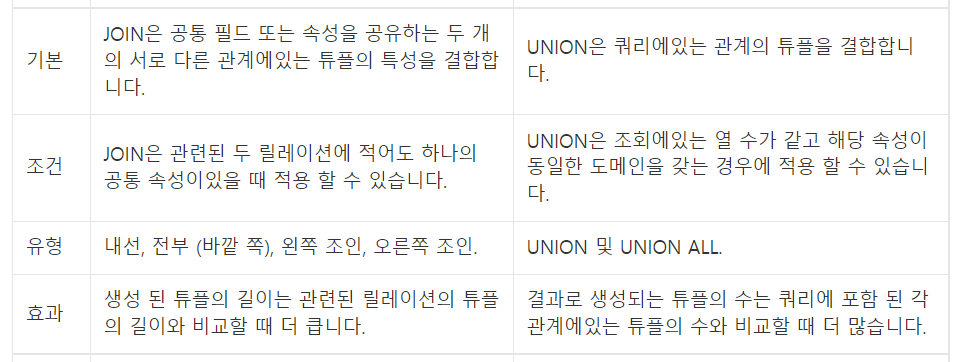 기본
JOIN은 공통 필드 또는 속성을 공유하는 두 개
의 서로 다른 관계에있는 튜플의 특성을 결합합
니다.
UNION은 쿼리에있는 관계의 튜플을 결합합니
다.
조건
JOIN은 관련된 두 릴레이션에 적어도 하나의
공통 속성이있을 때 적용 할 수 있습니다.
UNION은 조회에있는 열 수가 같고 해당 속성이
동일한 도메인을 갖는 경우에 적용 할 수 있습니
다.
유형
내선, 전부 (바깥 쪽), 왼쪽 조인, 오른쪽 조인.
UNION 및 UNION ALL.
효과
생성 된 튜플의 길이는 관련된 릴레이션의 튜플
의 길이와 비교할 때 더 큽니다.
결과로 생성되는 튜플의 수는 쿼리에 포함 된 각
관계에있는 튜플의 수와 비교할 때 더 많습니다.